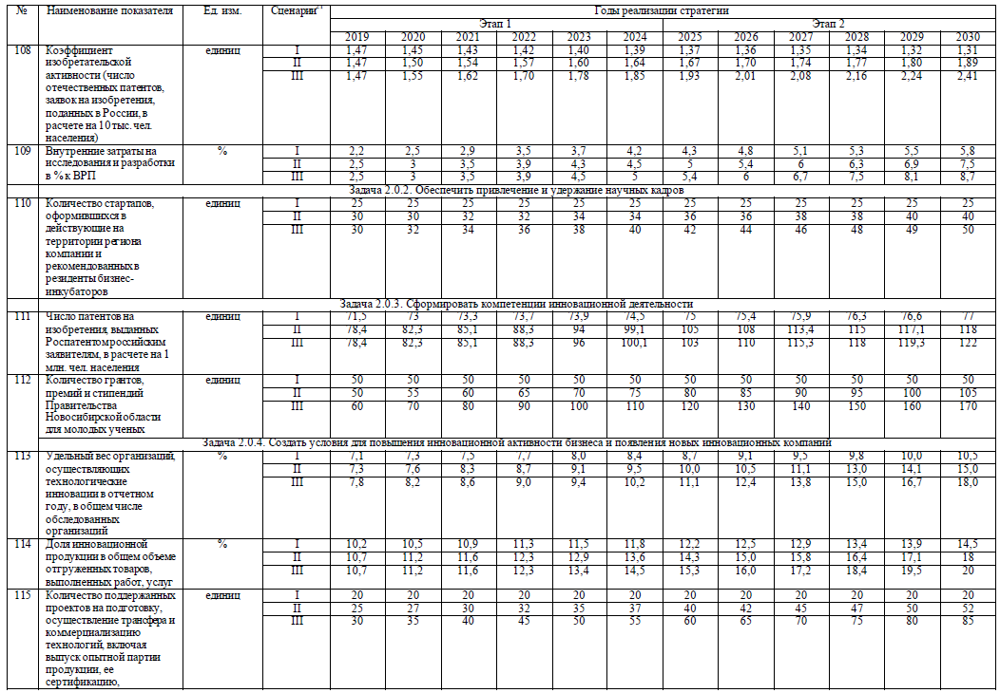 № Наименование показателя Ед. изм. Сценарии Годы реализации стратегии
Этап 1 Этап 2
2019 2020 2021 2022 2023 2024 2025 2026 2027 2028 2029 2030
108 Коэффициент единиц I 1,47 1,45 1,43 1,42 1,40 1,39 1,37 1,36 1,35 1,34 1,32 1,31
изобретательской II 1,47 1,50 1,54 1,57 1,60 1,64 1,67 1,70 1,74 1,77 1,80 1,89
активности (число III 1,47 1,55 1,62 1,70 1,78 1,85 1,93 2,01 2,08 2,16 2,24 2,41
отечественных патентов,
заявок на изобретения,
поданных в России, в
расчете на 10 тыс. чел.
населения)
109 Внутренние затраты на % I 2,2 2,5 2,9 3,5 3,7 4,2 4,3 4,8 5,1 5,3 5,5 5,8
исследования и разработки II 2,5 3 3,5 3,9 4,3 4,5 5 5,4 6 6,3 6,9 7,5
в % к ВРП III 2,5 3 3,5 3,9 4,5 5 5,4 6 6,7 7,5 8,1 8,7
Задача 2.0.2. Обеспечить привлечение и удержание научных кадров
110 Количество стартапов, единиц I 25 25 25 25 25 25 25 25 25 25 25 25
оформившихся в II 30 30 32 32 34 34 36 36 38 38 40 40
действующие на III 30 32 34 36 38 40 42 44 46 48 49 50
территории региона
компании и
рекомендованных в
резиденты бизнес-
инкубаторов
Задача 2.0.3. Сформировать компетенции инновационной деятельности
111 Число патентов на единиц I 71,5 73 73,3 73,7 73,9 74,5 75 75,4 75,9 76,3 76,6 77
изобретения, выданных II 78,4 82,3 85,1 88,3 94 99,1 105 108 113,4 115 117,1 118
Роспатентом российским III 78,4 82,3 85,1 88,3 96 100,1 103 110 115,3 118 119,3 122
заявителям, в расчете на 1
млн. чел. населения
112 Количество грантов, единиц I 50 50 50 50 50 50 50 50 50 50 50 50
премий и стипендий II 50 55 60 65 70 75 80 85 90 95 100 105
Правительства III 60 70 80 90 100 110 120 130 140 150 160 170
Новосибирской области
для молодых ученых
Задача 2.0.4. Создать условия для повышения инновационной активности бизнеса и появления новых инновационных компаний
113 Удельный вес организаций, % I 7,1 7,3 7,5 7,7 8,0 8,4 8,7 9,1 9,5 9,8 10,0 10,5
осуществляющих II 7,3 7,6 8,3 8,7 9,1 9,5 10,0 10,5 11,1 13,0 14,1 15,0
технологические III 7,8 8,2 8,6 9,0 9,4 10,2 11,1 12,4 13,8 15,0 16,7 18,0
инновации в отчетном
году, в общем числе
обследованных
организаций
114 Доля инновационной % I 10,2 10,5 10,9 11,3 11,5 11,8 12,2 12,5 12,9 13,4 13,9 14,5
продукции в общем объеме II 10,7 11,2 11,6 12,3 12,9 13,6 14,3 15,0 15,8 16,4 17,1 18
отгруженных товаров, III 10,7 11,2 11,6 12,3 13,4 14,5 15,3 16,0 17,2 18,4 19,5 20
выполненных работ, услуг
115 Количество поддержанных единиц I 20 20 20 20 20 20 20 20 20 20 20 20
проектов на подготовку, II 25 27 30 32 35 37 40 42 45 47 50 52
осуществление трансфера и III 30 35 40 45 50 55 60 65 70 75 80 85
коммерциализацию
технологий, включая
выпуск опытной партии
продукции, ее
сертификацию,